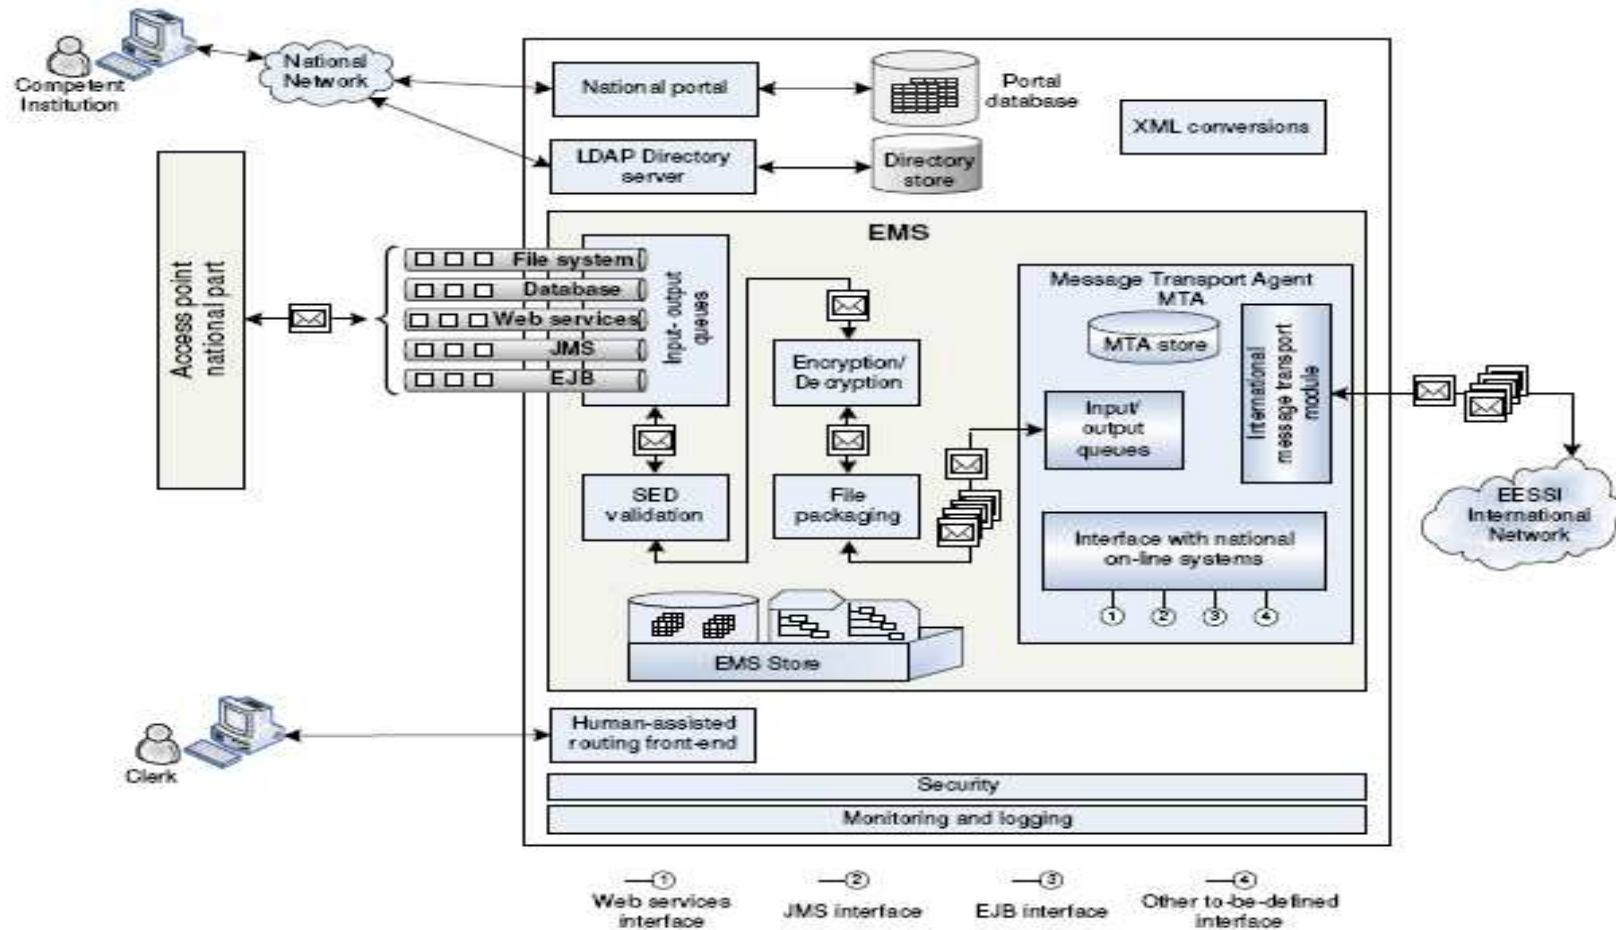 National
Network
Competent
Institution
National portal
Portal
database
XML conversions
LDAP Directory
server
Directory
store
EMS
Access point
national part
File system
Database
Web services
JMS
EJB
Input- output
queues
Message Transport Agent
MTA
MTA store
International
message transport
module
Encryption/
Decryption
Input/
output
queues
SED
validation
File
packaging
EESSI
International
Network
Interface with national
on-line systems
1
2
3
4
EMS Store
Human-assisted
routing front-end
Clerk
Security
Monitoring and logging
1
Web services
interface
2
JMS interface
3
EJB interface
4
Other to-be-defined
interface